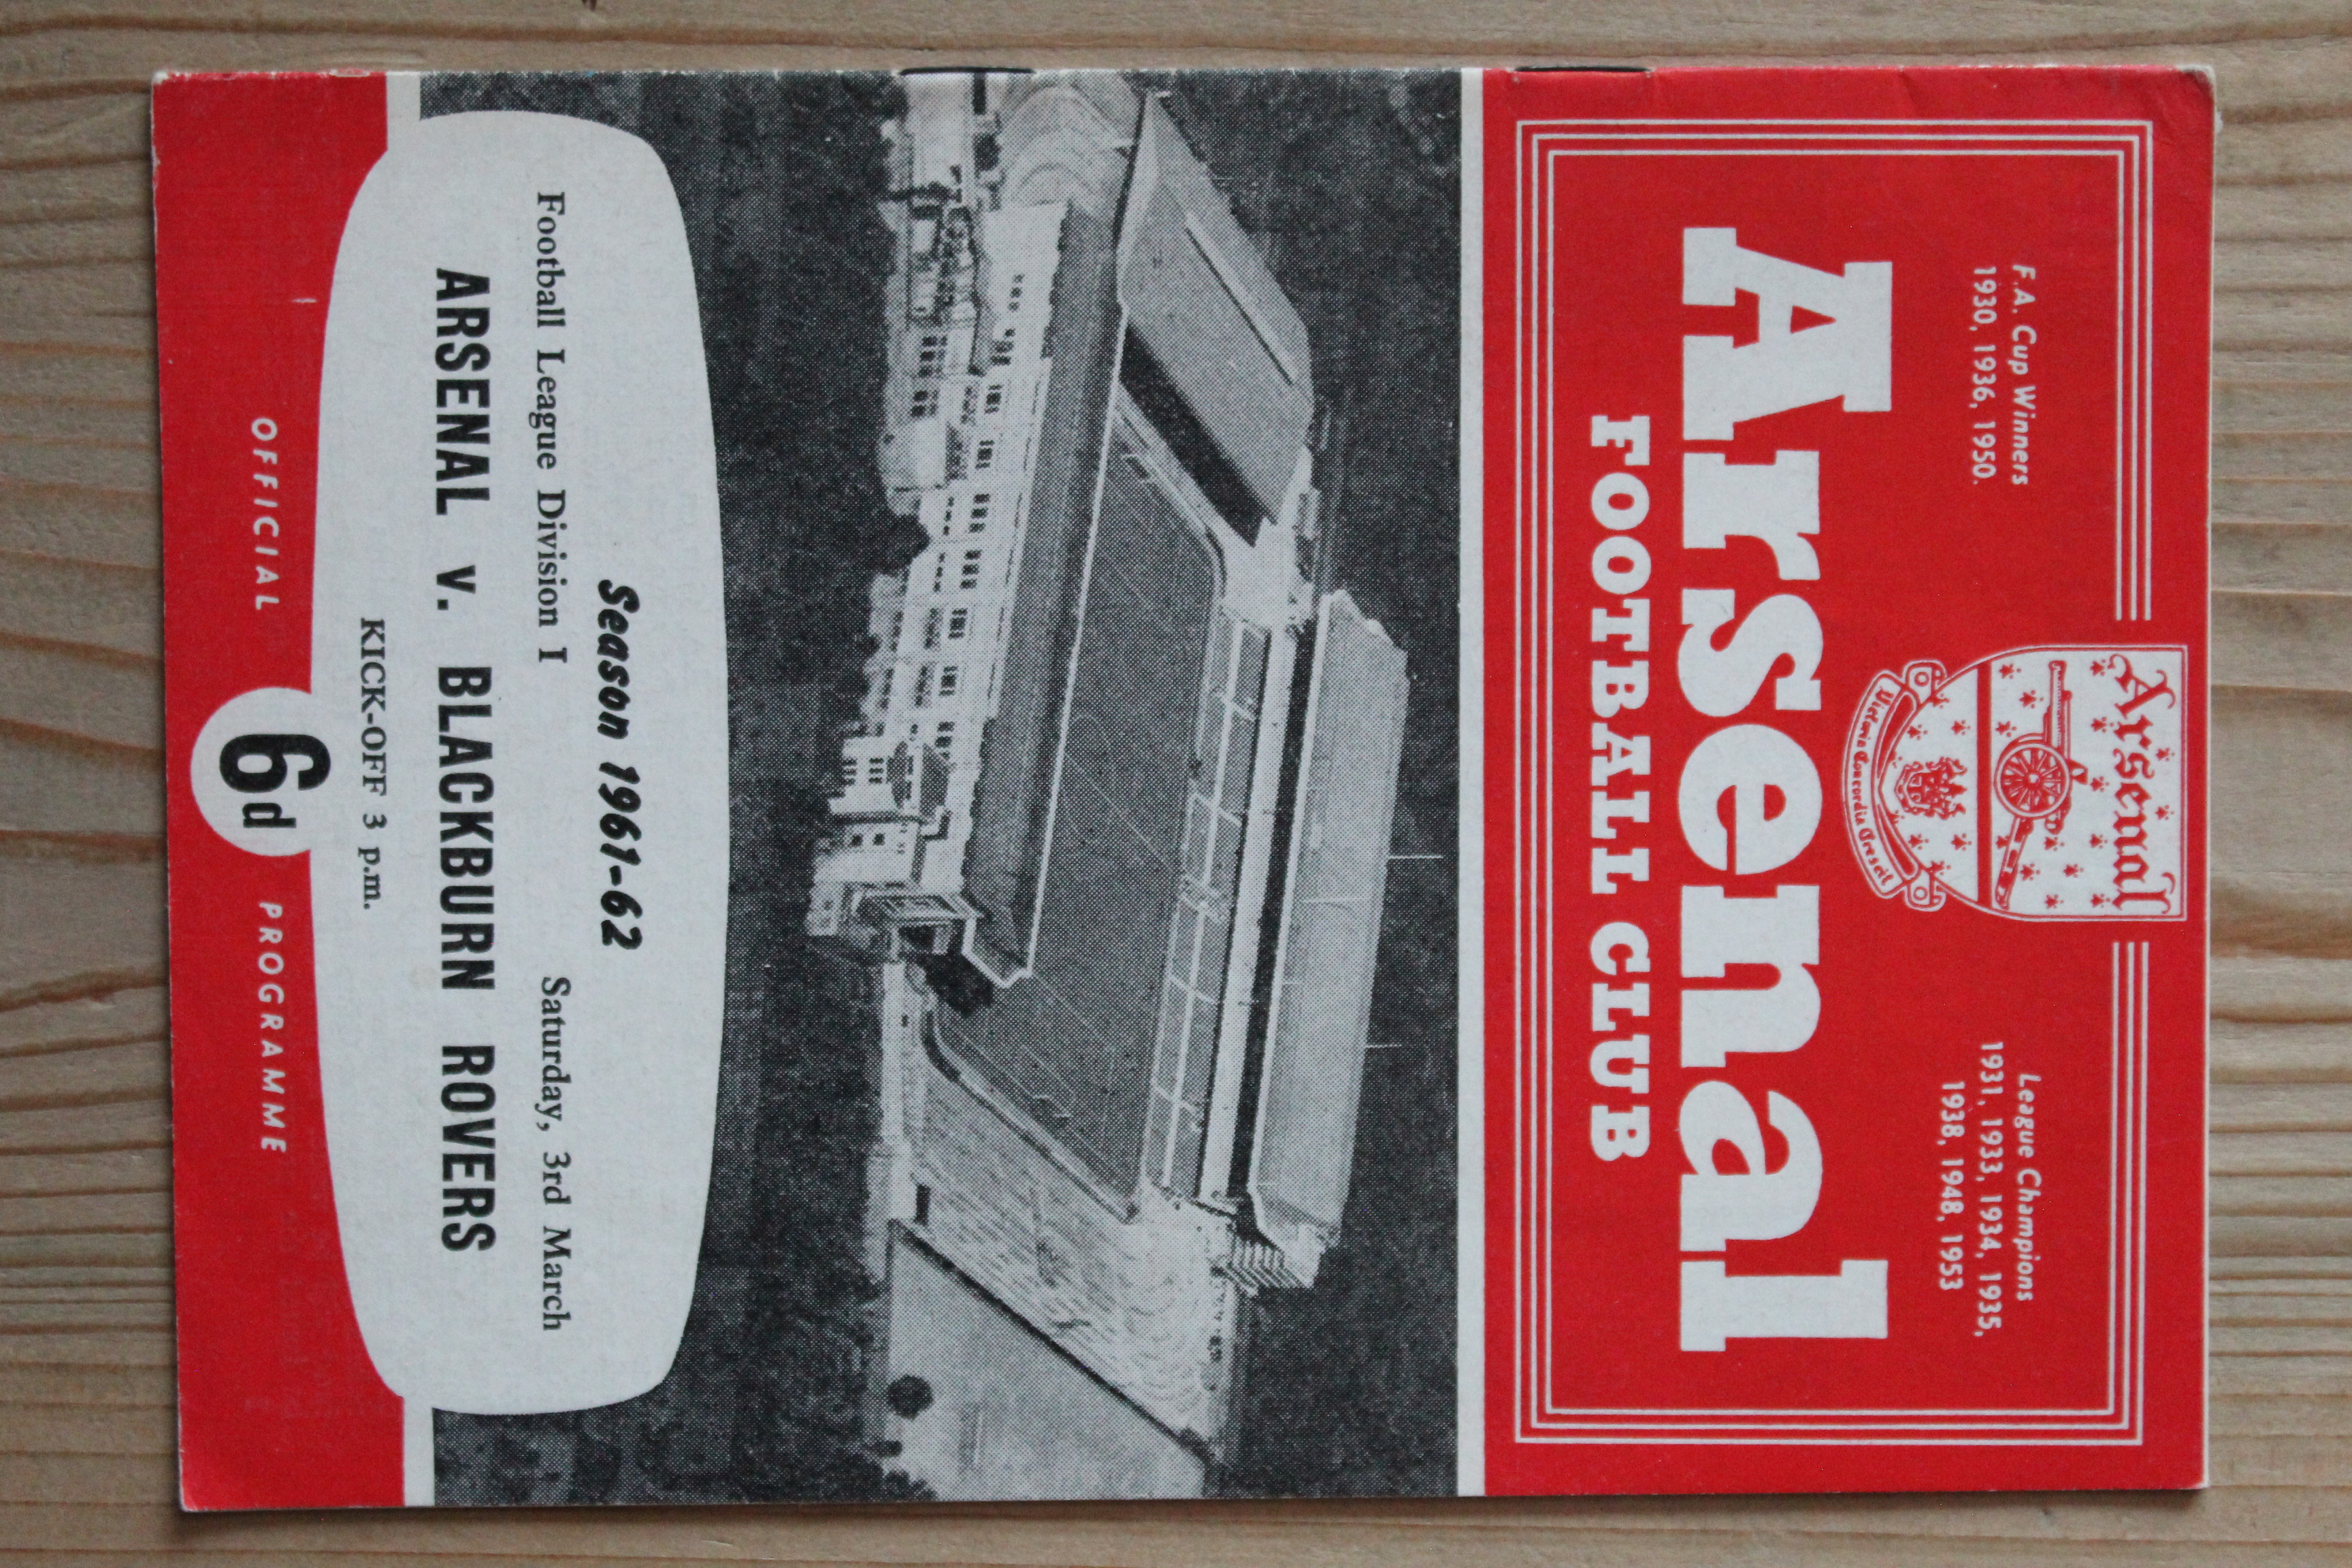 Arsenal
Victoria Concordia Crescit
F.A. Cup Winners
1930, 1936, 1950.
League Champions
1931, 1933, 1934, 1935,
1938, 1948, 1953
Arsenal
FOOTBALL CLUB
Season 1961-62
Football League Division I Saturday, 3rd March
ARSENAL v. BLACKBURN ROVERS
KICK-OFF 3 p.m.
OFFICIAL 6d PROGRAMME